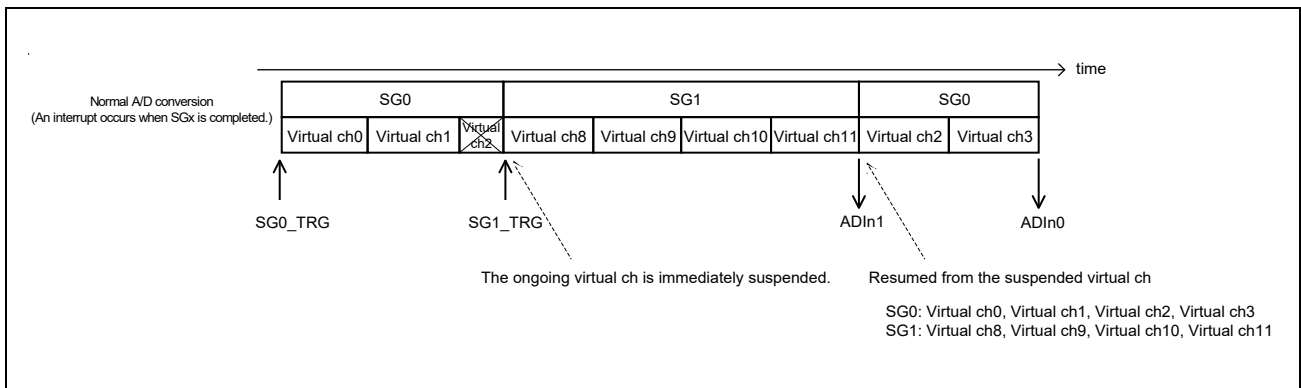 time
Normal A/D conversion
(An interrupt occurs when SGx is completed.)
SG0 SG1 SG0
Virtual ch0 Virtual ch1 Virtual ch2 Virtual ch8 Virtual ch9 Virtual ch10 Virtual ch11 Virtual ch2 Virtual ch3
SG0_TRG SG1_TRG ADIn1 ADIn0
The ongoing virtual ch is immediately suspended. Resumed from the suspended virtual ch
SG0: Virtual ch0, Virtual ch1, Virtual ch2, Virtual ch3
SG1: Virtual ch8, Virtual ch9, Virtual ch10, Virtual ch11